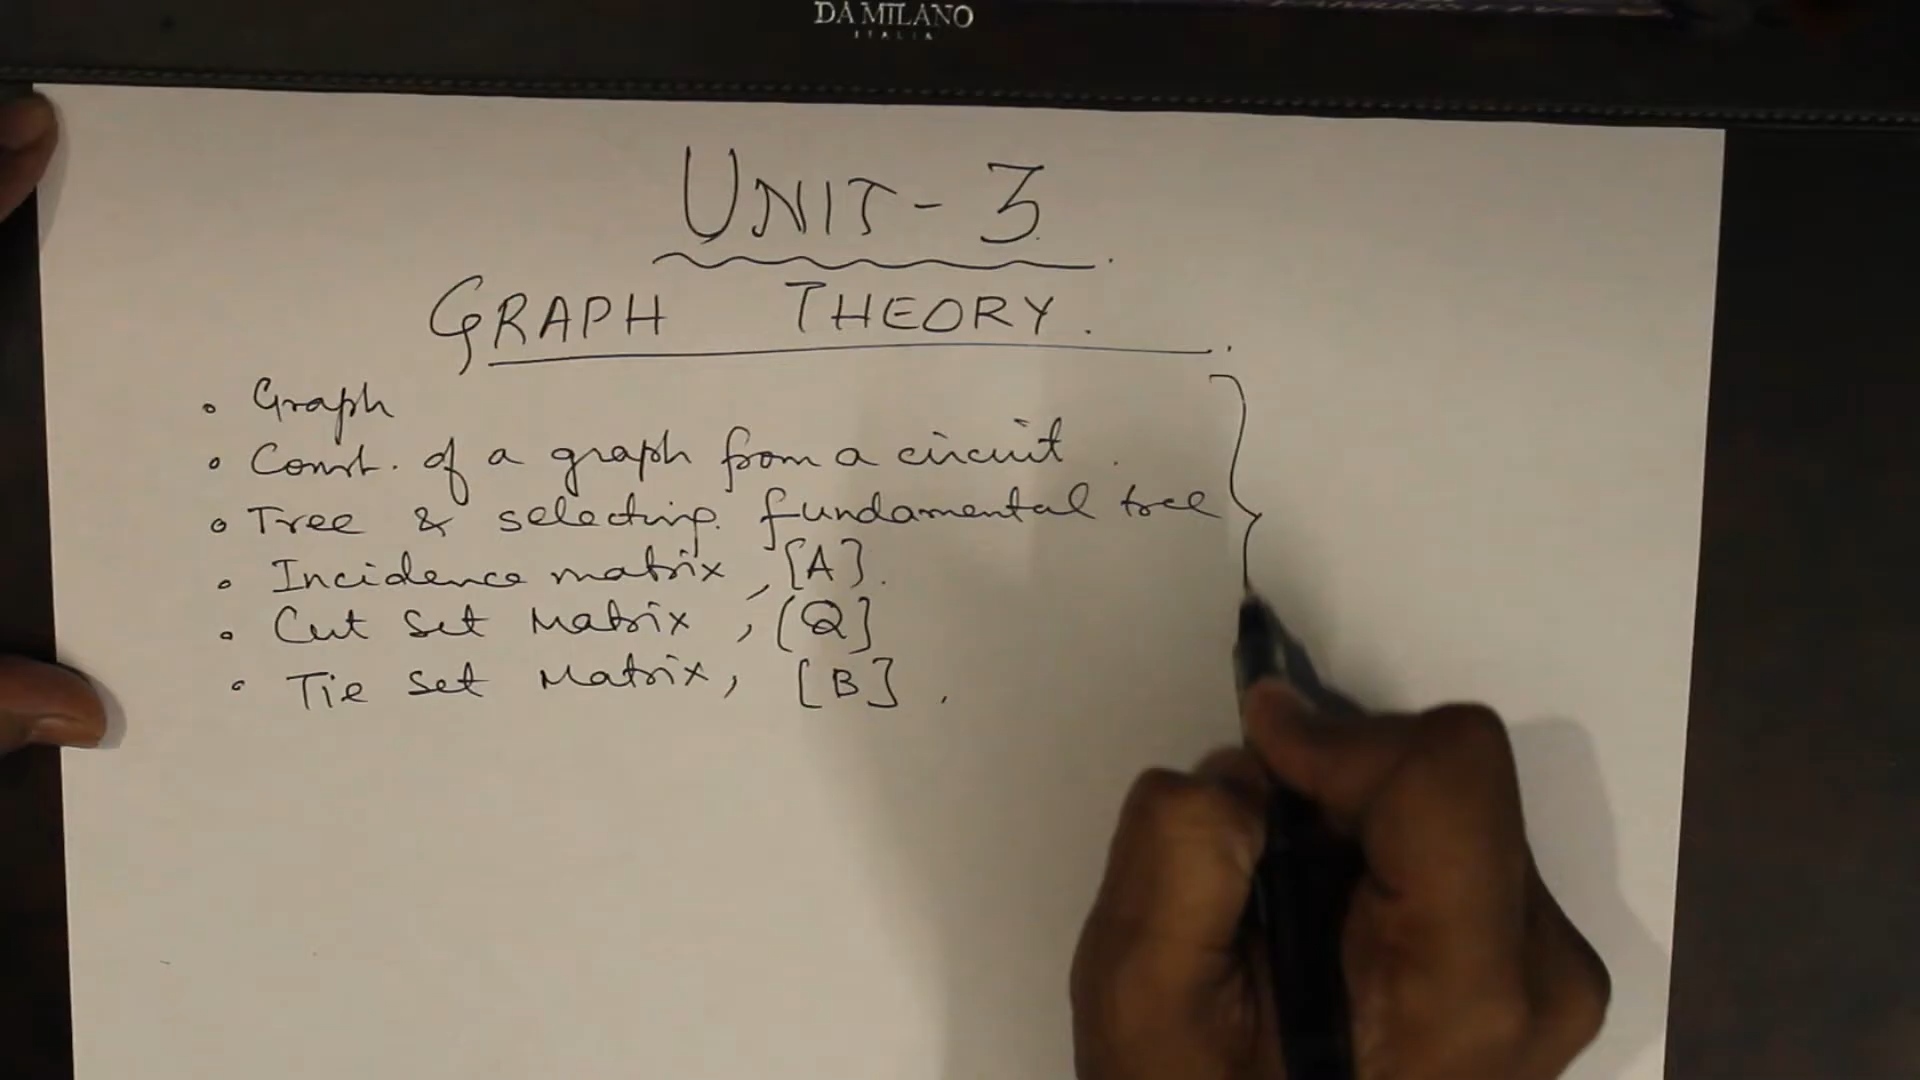 DA MILANO
ITALIA
UNIT - 3.
GRAPH THEORY.
• Graph
• Const. of a graph from a circuit.
• Tree & selecting. fundamental tree
• Incidence matrix, [A].
• Cut Set Matrix, [Q]
• Tie Set Matrix, [B].